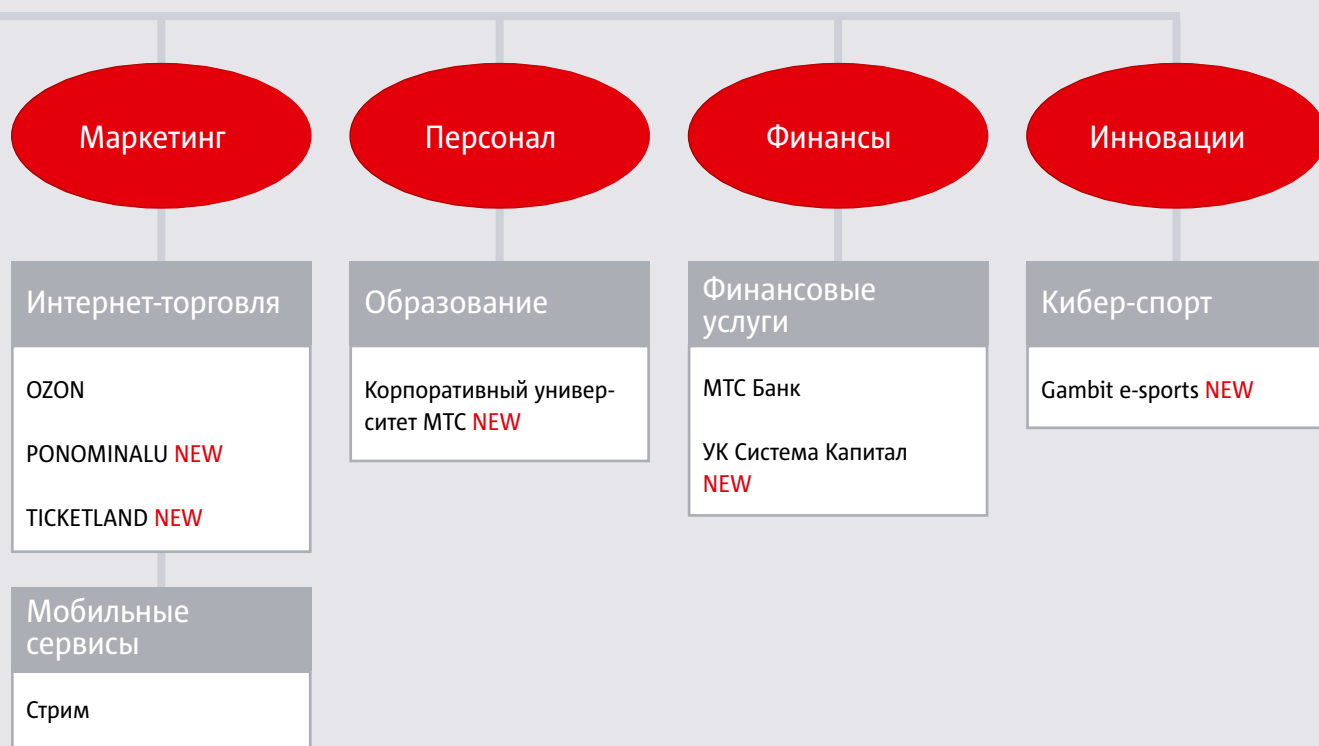 Маркетинг
Персонал
Финансы
Инновации
Интернет-торговля
OZON
PONOMINALU NEW
TICKETLAND NEW
Мобильные
сервисы
Стрим
Образование
Корпоративный универ-
ситет МТС NEW
Финансовые
услуги
МТС Банк
УК Система Капитал
NEW
Кибер-спорт
Gambit e-sports NEW